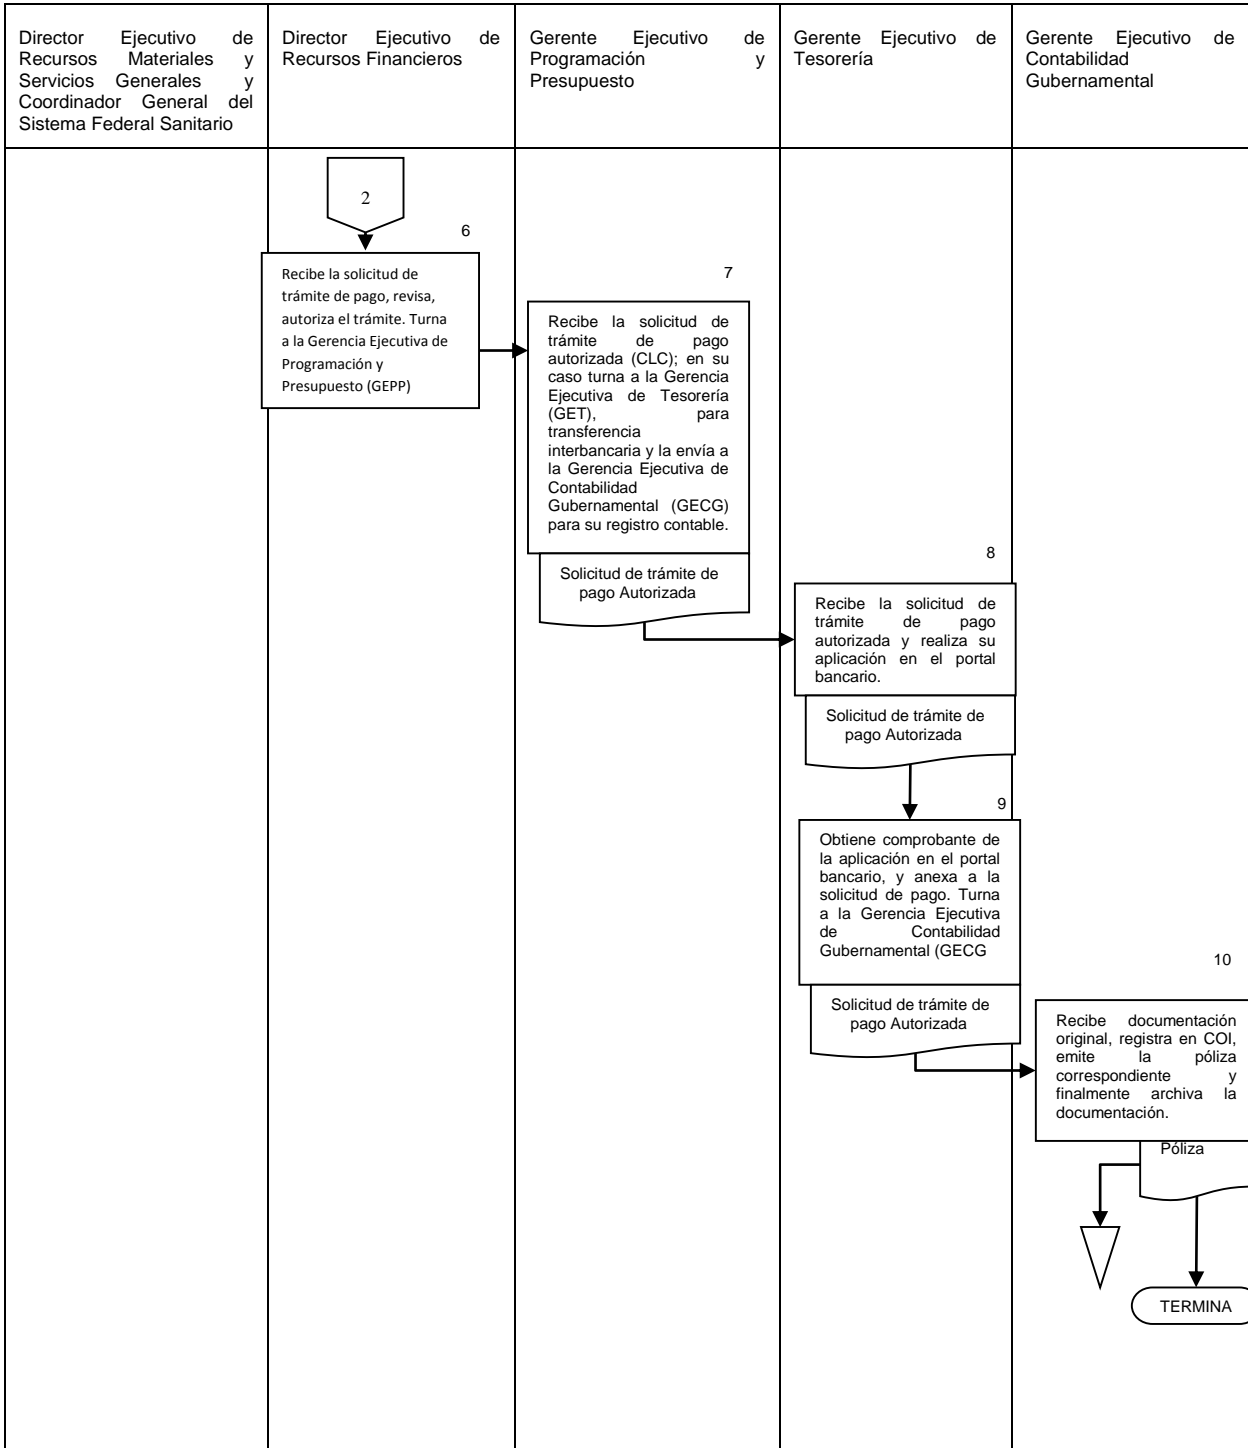 Director Ejecutivo de
Recursos Materiales y
Servicios Generales y
Coordinador General del
Sistema Federal Sanitario
Director Ejecutivo de
Recursos Financieros
Gerente Ejecutivo de
Programación y
Presupuesto
Gerente Ejecutivo de
Tesorería
Gerente Ejecutivo de
Contabilidad
Gubernamental
2
6
Recibe la solicitud de
trámite de pago, revisa,
autoriza el trámite. Turna
a la Gerencia Ejecutiva de
Programación y
Presupuesto (GEPP)
7
Recibe la solicitud de
trámite de pago
autorizada (CLC); en su
caso turna a la Gerencia
Ejecutiva de Tesorería
(GET), para
transferencia
interbancaria y la envía a
la Gerencia Ejecutiva de
Contabilidad
Gubernamental (GECG)
para su registro contable.
Solicitud de trámite de
pago Autorizada
8
Recibe la solicitud de
trámite de pago
autorizada y realiza su
aplicación en el portal
bancario.
Solicitud de trámite de
pago Autorizada
9
Obtiene comprobante de
la aplicación en el portal
bancario, y anexa a la
solicitud de pago. Turna
a la Gerencia Ejecutiva
de Contabilidad
Gubernamental (GECG
Solicitud de trámite de
pago Autorizada
10
Recibe documentación
original, registra en COI,
emite la póliza
correspondiente y
finalmente archiva la
documentación.
Póliza
TERMINA